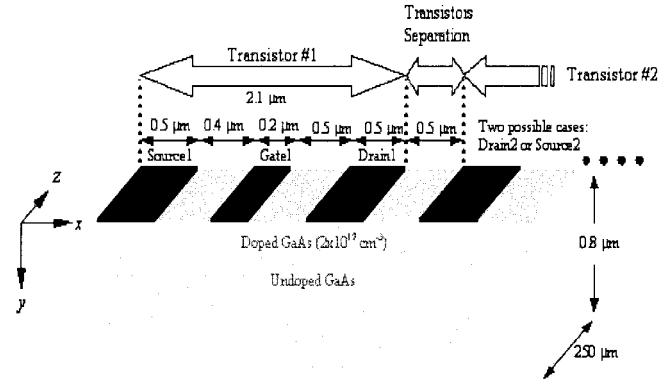 Transistors
Separation
Transistor #1
Transistor #2
2.1 μm
0.5 μm 0.4 μm 0.2 μm 0.5 μm 0.5 μm 0.5 μm
Two possible cases:
Drain2 or Source2
Source1 Gate1 Drain1
z
x
y
Doped GaAs (2x10¹⁷ cm⁻³)
Undoped GaAs
0.8 μm
250 μm